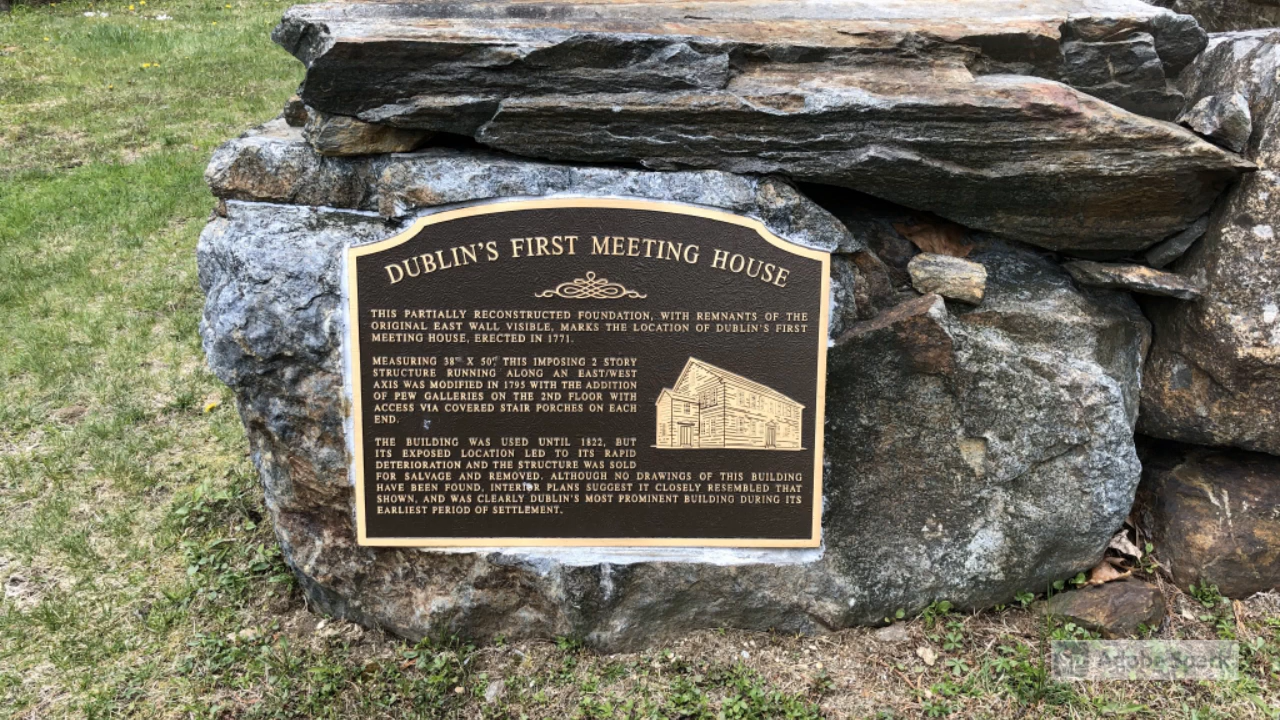 DUBLIN'S FIRST MEETING HOUSE
THIS PARTIALLY RECONSTRUCTED FOUNDATION, WITH REMNANTS OF THE
ORIGINAL EAST WALL VISIBLE, MARKS THE LOCATION OF DUBLIN'S FIRST
MEETING HOUSE, ERECTED IN 1771.
MEASURING 38' X 50', THIS IMPOSING 2 STORY
STRUCTURE RUNNING ALONG AN EAST/WEST
AXIS WAS MODIFIED IN 1795 WITH THE ADDITION
OF PEW GALLERIES ON THE 2ND FLOOR WITH
ACCESS VIA COVERED STAIR PORCHES ON EACH
END.
THE BUILDING WAS USED UNTIL 1822, BUT
ITS EXPOSED LOCATION LED TO ITS RAPID
DETERIORATION AND THE STRUCTURE WAS SOLD
FOR SALVAGE AND REMOVED. ALTHOUGH NO DRAWINGS OF THIS BUILDING
HAVE BEEN FOUND, INTERIOR PLANS SUGGEST IT CLOSELY RESEMBLED THAT
SHOWN, AND WAS CLEARLY DUBLIN'S MOST PROMINENT BUILDING DURING ITS
EARLIEST PERIOD OF SETTLEMENT.
Adobe Spark